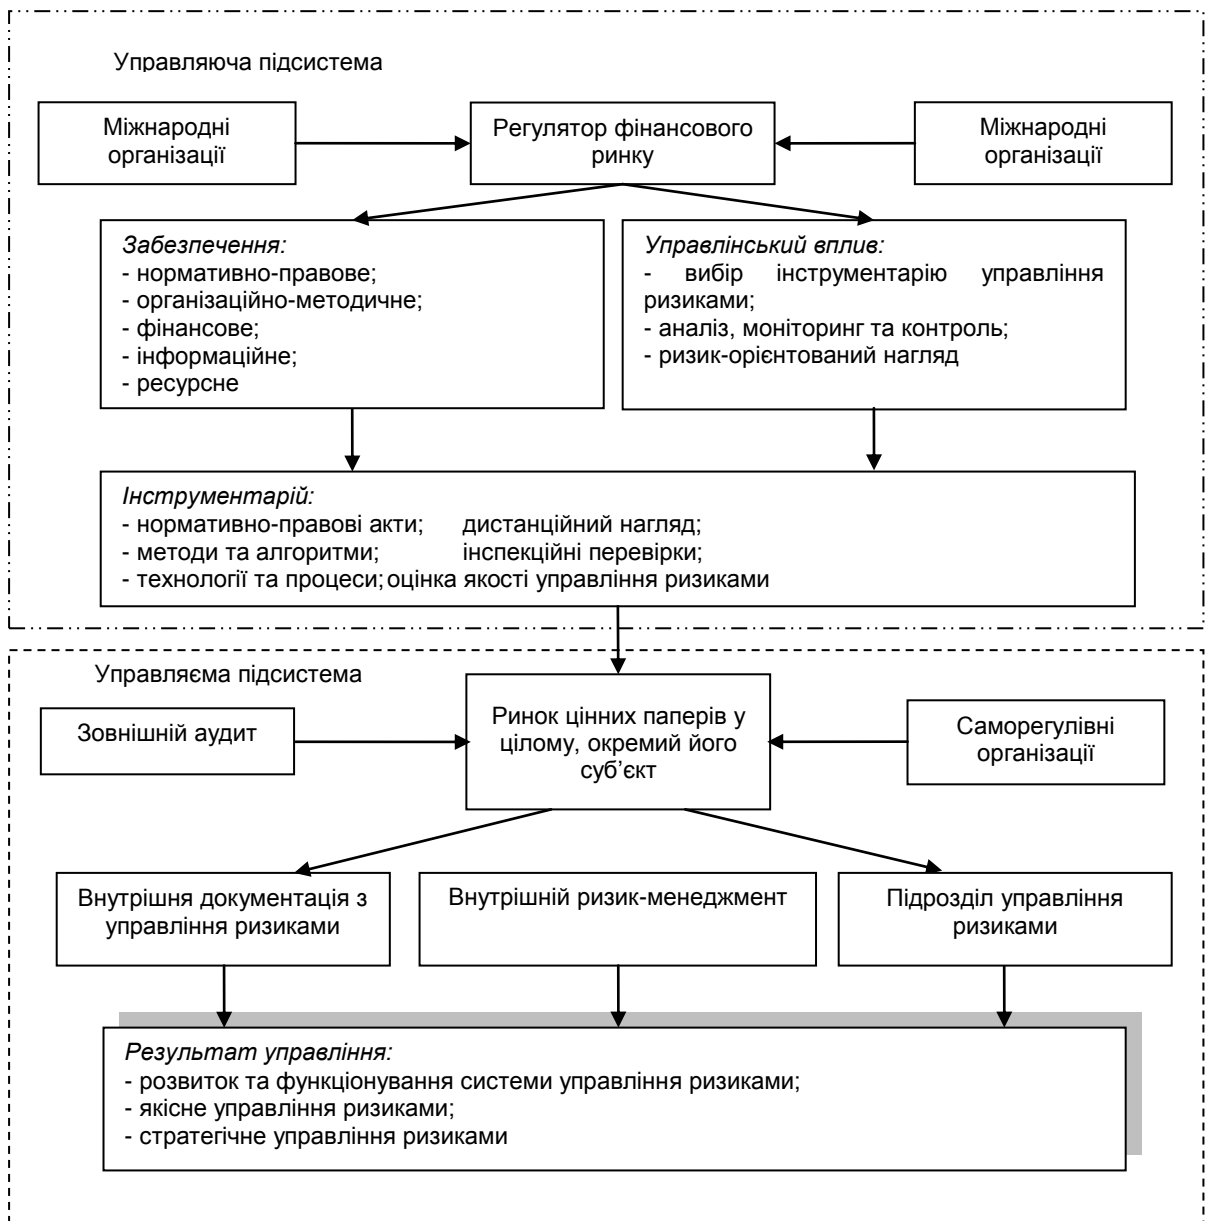 Управляюча підсистема
Міжнародні
організації
Регулятор фінансового
ринку
Міжнародні
організації
Забезпечення:
- нормативно-правове;
- організаційно-методичне;
- фінансове;
- інформаційне;
- ресурсне
Управлінський вплив:
- вибір інструментарію управління
ризиками;
- аналіз, моніторинг та контроль;
- ризик-орієнтований нагляд
Інструментарій:
- нормативно-правові акти; дистанційний нагляд;
- методи та алгоритми; інспекційні перевірки;
- технології та процеси; оцінка якості управління ризиками
Управляєма підсистема
Зовнішній аудит
Ринок цінних паперів у
цілому, окремий його
суб’єкт
Саморегулівні
організації
Внутрішня документація з
управління ризиками
Внутрішній ризик-менеджмент
Підрозділ управління
ризиками
Результат управління:
- розвиток та функціонування системи управління ризиками;
- якісне управління ризиками;
- стратегічне управління ризиками